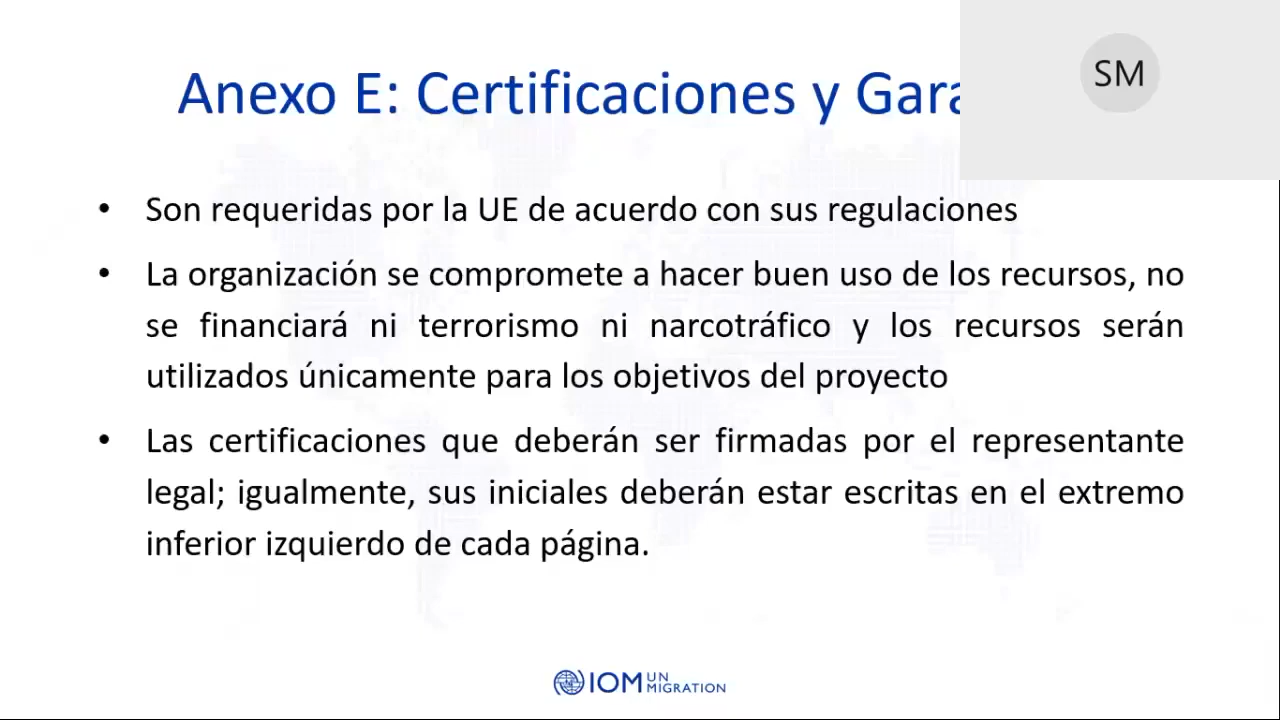 Anexo E: Certificaciones y
SM
• Son requeridas por la UE de acuerdo con sus regulaciones
• La organización se compromete a hacer buen uso de los recursos, no
se financiará ni terrorismo ni narcotráfico y los recursos serán
utilizados únicamente para los objetivos del proyecto
• Las certificaciones que deberán ser firmadas por el representante
legal; igualmente, sus iniciales deberán estar escritas en el extremo
inferior izquierdo de cada página.
IOM UN
MIGRATION